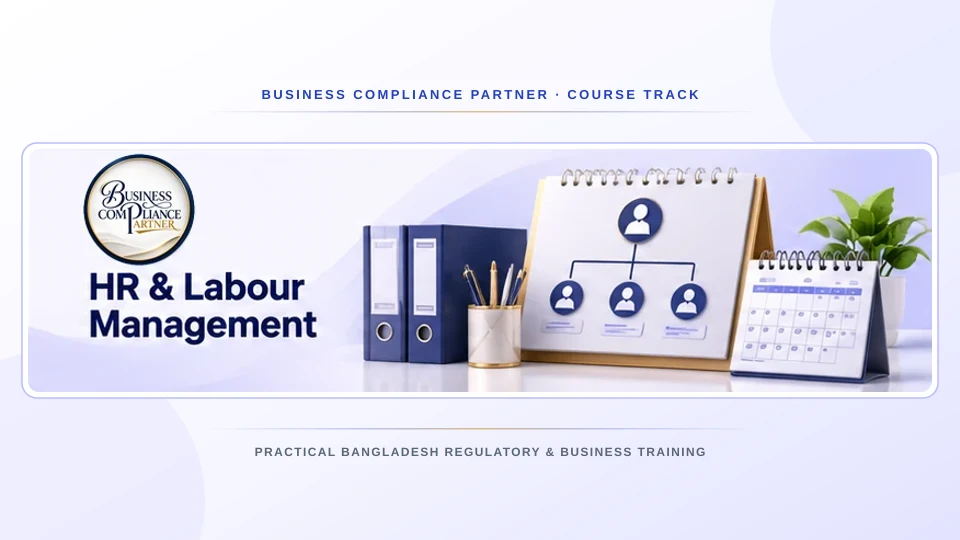 BUSINESS COMPLIANCE PARTNER · COURSE TRACK
BUSINESS
COMPLIANCE
PARTNER
HR & Labour
Management
PRACTICAL BANGLADESH REGULATORY & BUSINESS TRAINING